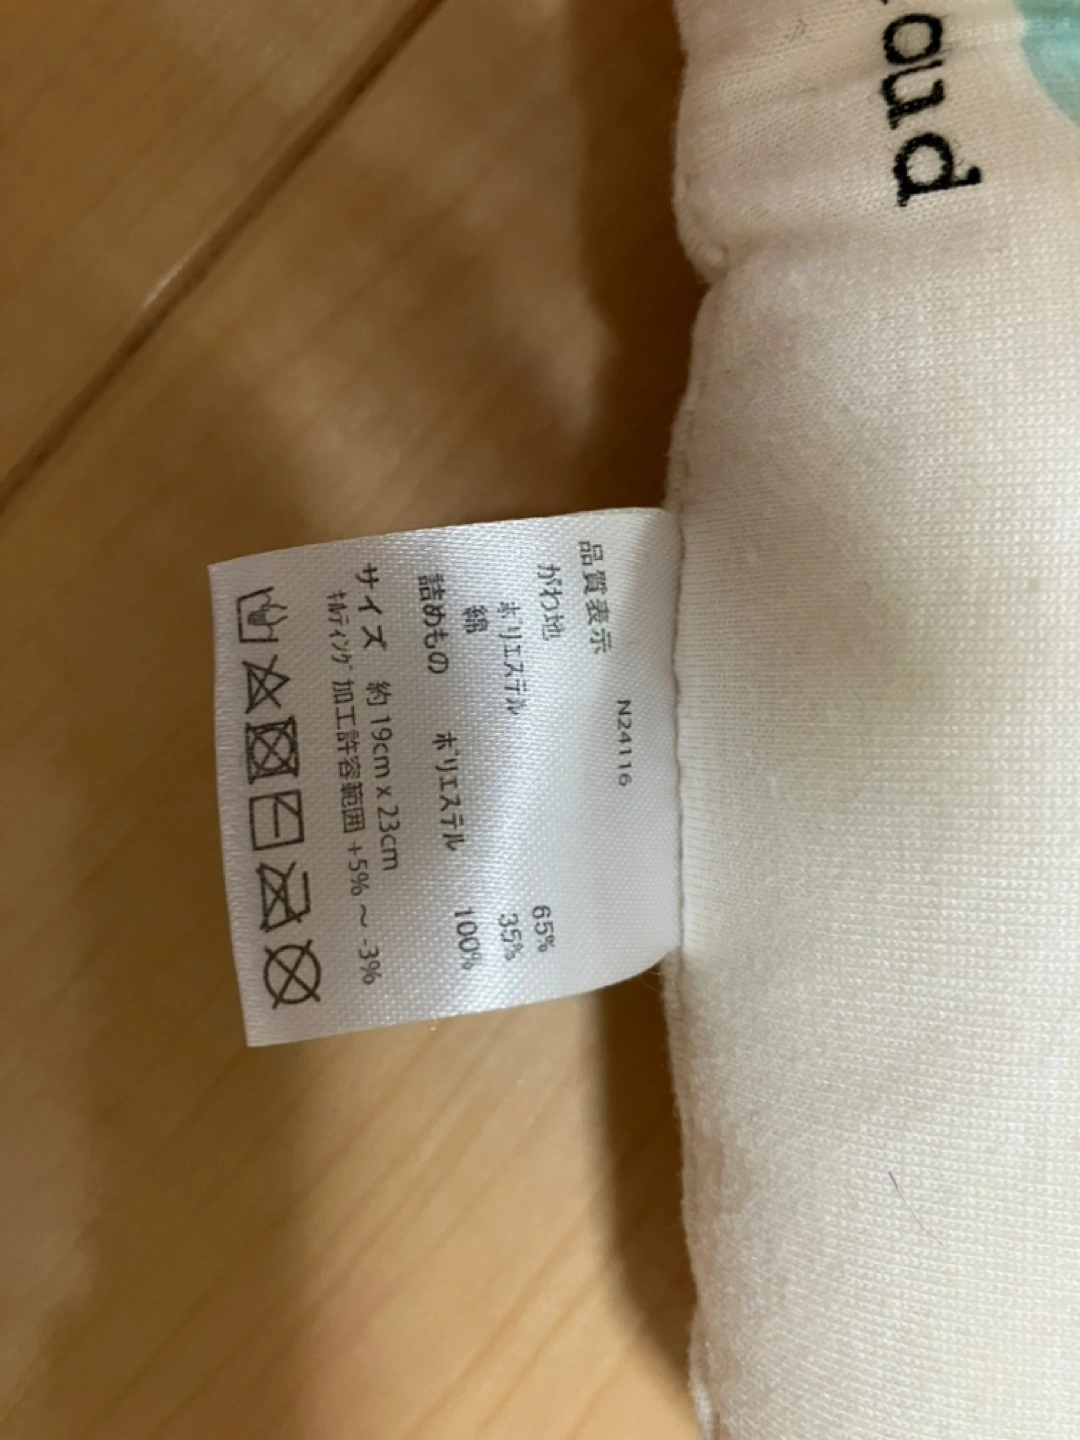 oud
N24116
品質表示
がわ地
ポリエステル 65%
綿 35%
詰めもの ポリエステル 100%
サイズ 約19cm x 23cm
ｷﾙﾃｨﾝｸﾞ 加工許容範囲 +5% ～ -3%